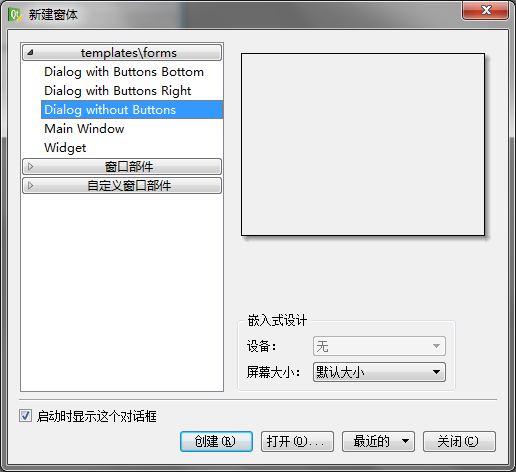 新建窗体
templates\forms
Dialog with Buttons Bottom
Dialog with Buttons Right
Dialog without Buttons
Main Window
Widget
窗口部件
自定义窗口部件
嵌入式设计
设备： 无
屏幕大小： 默认大小
启动时显示这个对话框
创建(R) 打开(O)... 最近的 关闭(C)